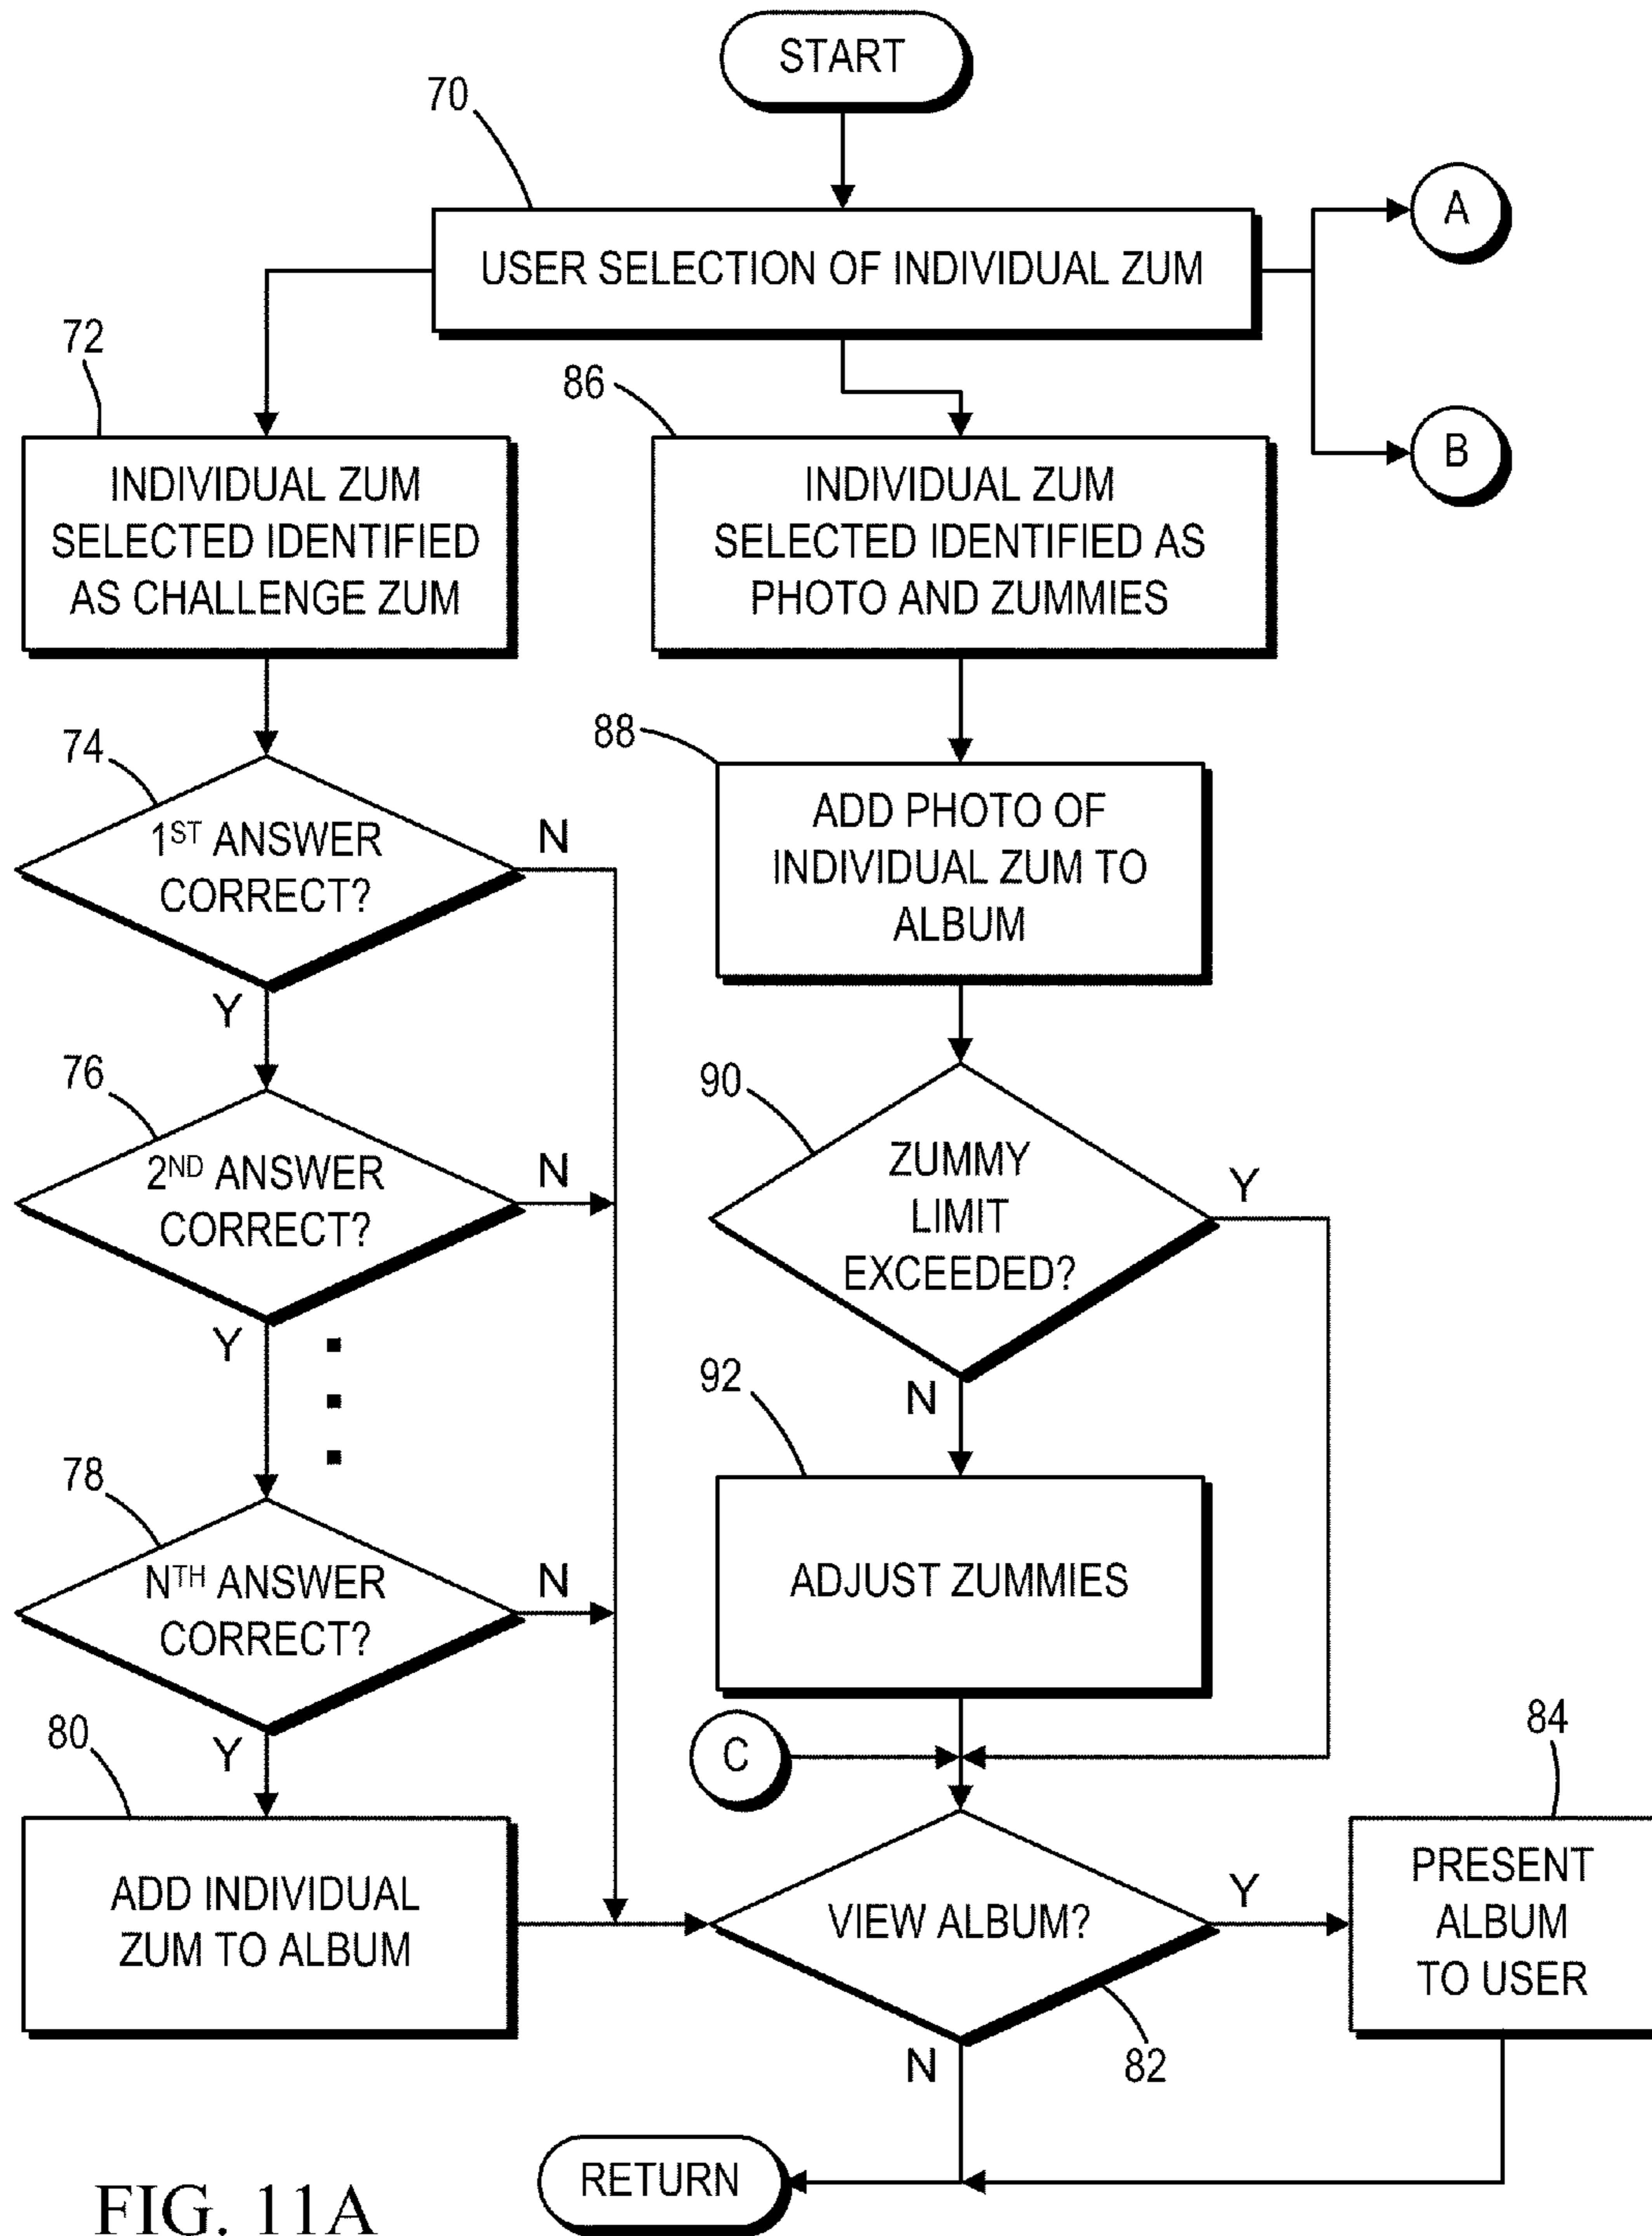 START
70
A
USER SELECTION OF INDIVIDUAL ZUM
72
86
B
INDIVIDUAL ZUM
SELECTED IDENTIFIED
AS CHALLENGE ZUM
INDIVIDUAL ZUM
SELECTED IDENTIFIED AS
PHOTO AND ZUMMIES
74
1ST ANSWER
CORRECT?
N
Y
88
ADD PHOTO OF
INDIVIDUAL ZUM TO
ALBUM
76
2ND ANSWER
CORRECT?
N
Y
90
ZUMMY
LIMIT
EXCEEDED?
Y
N
78
NTH ANSWER
CORRECT?
N
Y
92
ADJUST ZUMMIES
C
80
ADD INDIVIDUAL
ZUM TO ALBUM
VIEW ALBUM?
Y
N
82
84
PRESENT
ALBUM
TO USER
RETURN
FIG. 11A